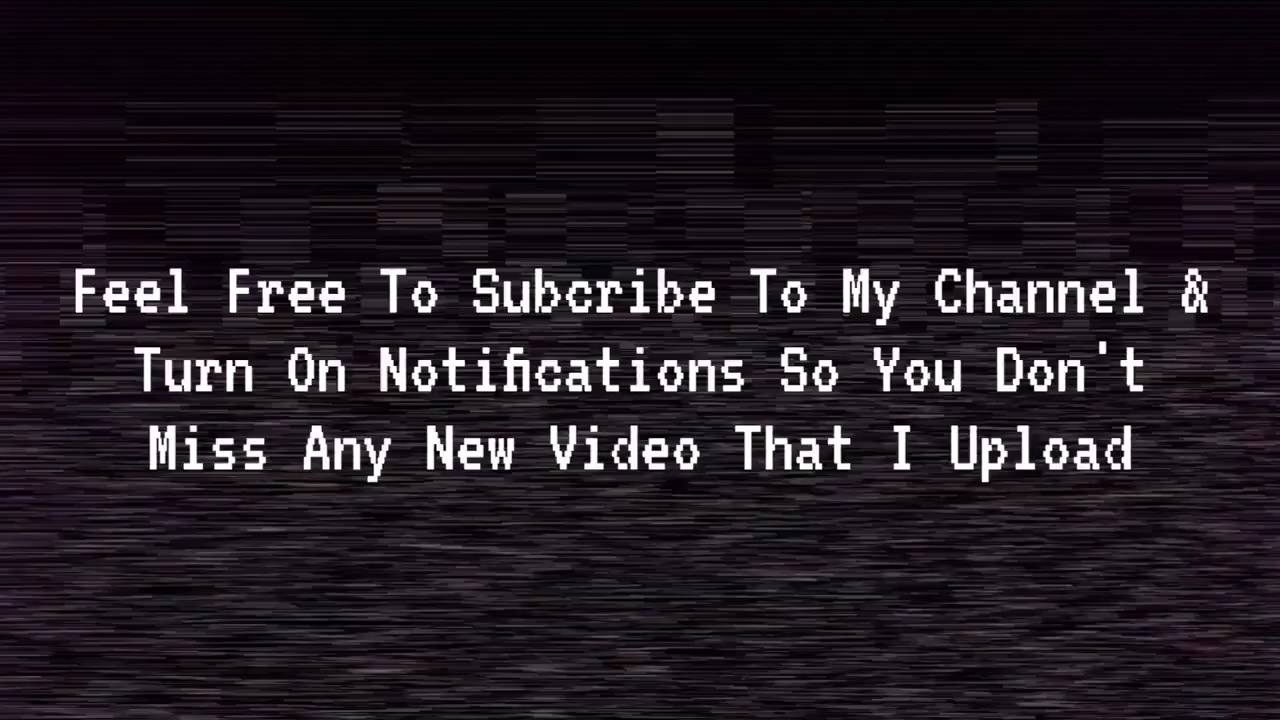 Feel Free To Subcribe To My Channel &
Turn On Notifications So You Don't
Miss Any New Video That I Upload